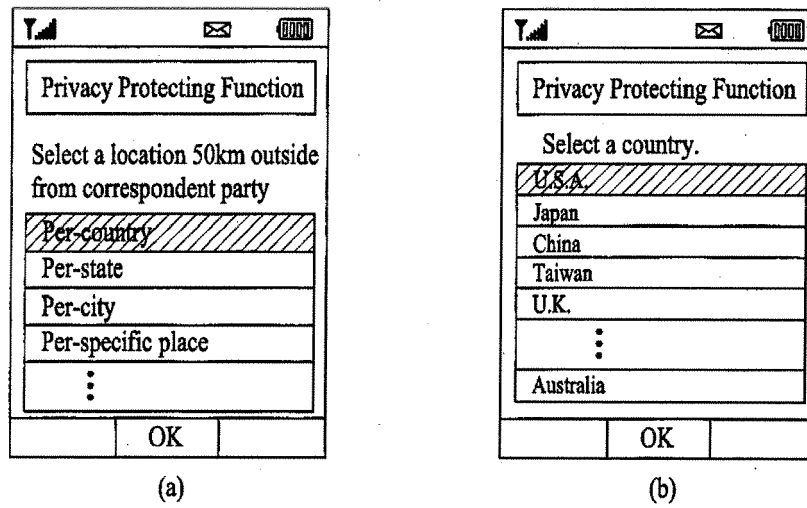 Privacy Protecting Function
Select a location 50km outside
from correspondent party
Per-country
Per-state
Per-city
Per-specific place
OK
(a)
Privacy Protecting Function
Select a country.
U.S.A.
Japan
China
Taiwan
U.K.
Australia
OK
(b)